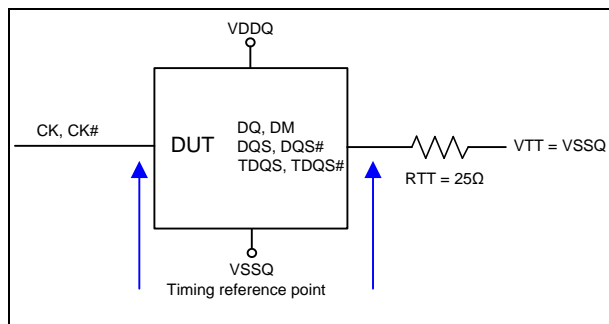 VDDQ
CK, CK#
DUT
DQ, DM
DQS, DQS#
TDQS, TDQS#
VTT = VSSQ
RTT = 25Ω
VSSQ
Timing reference point